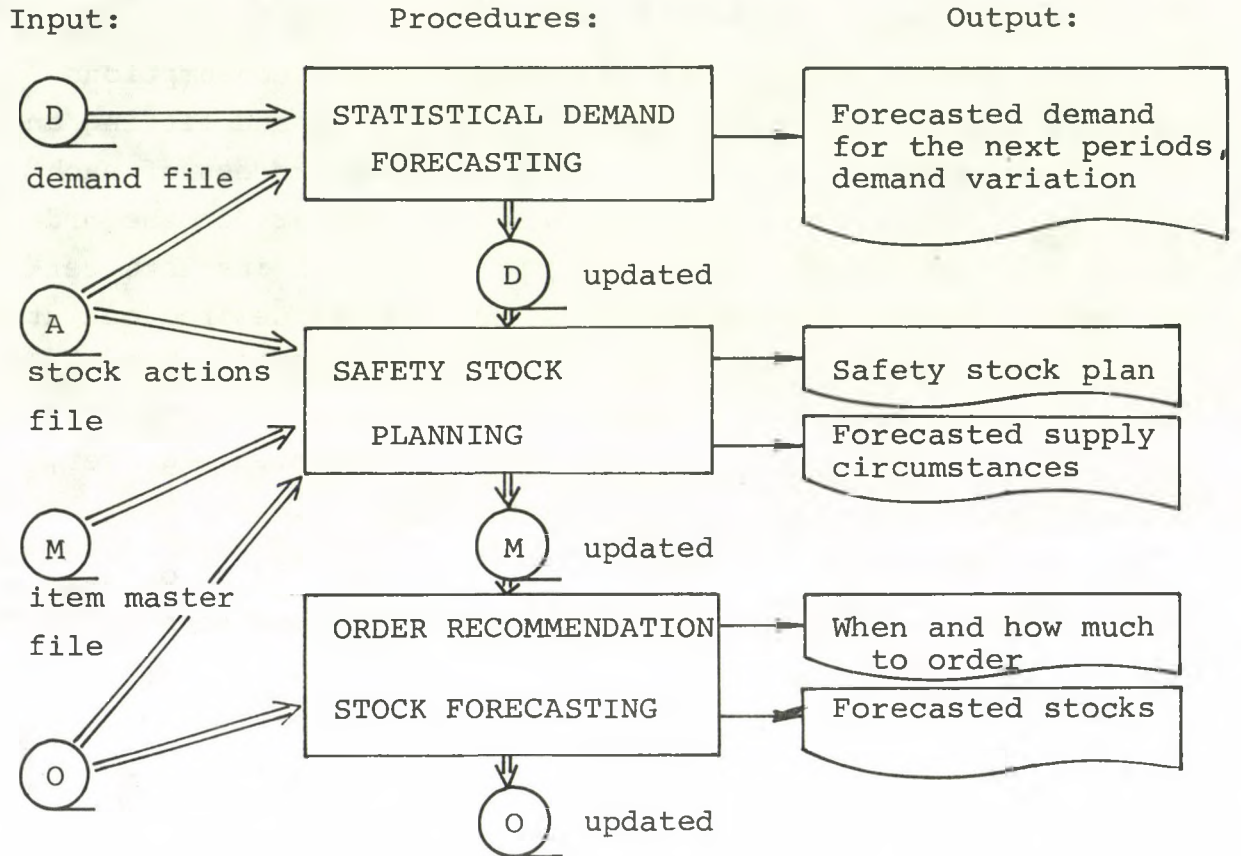 Input: Procedures: Output:
D
demand file
A
stock actions
file
M
item master
file
O
STATISTICAL DEMAND
FORECASTING
D updated
SAFETY STOCK
PLANNING
M updated
ORDER RECOMMENDATION
STOCK FORECASTING
O updated
Forecasted demand
for the next periods,
demand variation
Safety stock plan
Forecasted supply
circumstances
When and how much
to order
Forecasted stocks